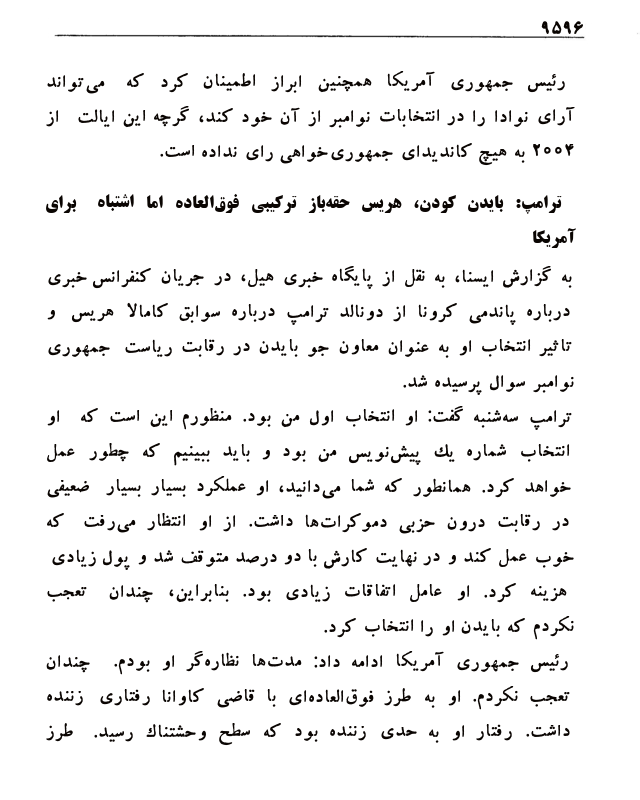 ۹۵۹۶
رئیس جمهوری آمریکا همچنین ابراز اطمینان کرد که می‌تواند
آرای نوادا را در انتخابات نوامبر از آن خود کند، گرچه این ایالت از
۲۰۰۴ به هیچ کاندیدای جمهوری‌خواهی رای نداده است.
ترامپ: بایدن کودن، هریس حقه‌باز ترکیبی فوق‌العاده اما اشتباه برای
آمریکا
به گزارش ایسنا، به نقل از پایگاه خبری هیل، در جریان کنفرانس خبری
درباره پاندمی کرونا از دونالد ترامپ درباره سوابق کامالا هریس و
تاثیر انتخاب او به عنوان معاون جو بایدن در رقابت ریاست جمهوری
نوامبر سوال پرسیده شد.
ترامپ سه‌شنبه گفت: او انتخاب اول من بود. منظورم این است که او
انتخاب شماره یك پیش‌نویس من بود و باید ببینیم که چطور عمل
خواهد کرد. همانطور که شما می‌دانید، او عملکرد بسیار بسیار ضعیفی
در رقابت درون حزبی دموکرات‌ها داشت. از او انتظار می‌رفت که
خوب عمل کند و در نهایت کارش با دو درصد متوقف شد و پول زیادی
هزینه کرد. او عامل اتفاقات زیادی بود. بنابراین، چندان تعجب
نکردم که بایدن او را انتخاب کرد.
رئیس جمهوری آمریکا ادامه داد: مدت‌ها نظاره‌گر او بودم. چندان
تعجب نکردم. او به طرز فوق‌العاده‌ای با قاضی کاوانا رفتاری زننده
داشت. رفتار او به حدی زننده بود که سطح وحشتناك رسید. طرز